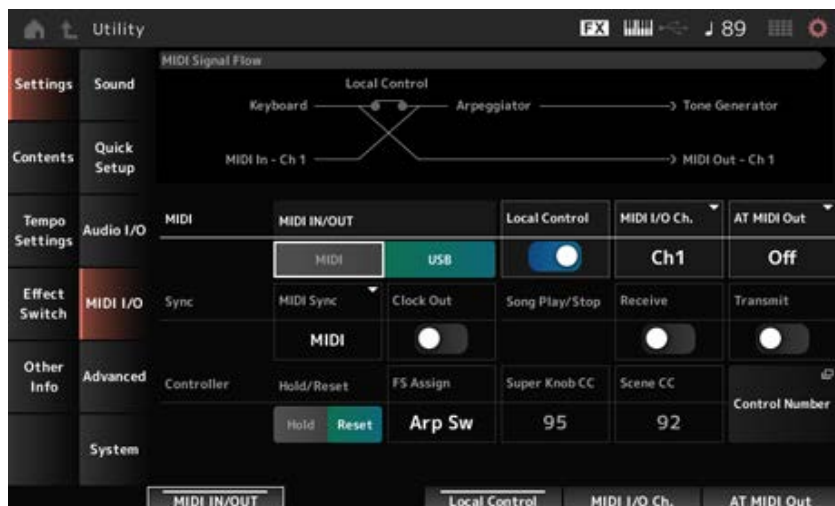 Utility
FX
♩ 89
Settings
Sound
Contents
Quick Setup
Tempo Settings
Audio I/O
Effect Switch
MIDI I/O
Other Info
Advanced
System
MIDI Signal Flow
Local Control
Keyboard
Arpeggiator
Tone Generator
MIDI In - Ch 1
MIDI Out - Ch 1
MIDI
MIDI IN/OUT
Local Control
MIDI I/O Ch.
AT MIDI Out
MIDI
USB
Ch1
Off
Sync
MIDI Sync
Clock Out
Song Play/Stop
Receive
Transmit
MIDI
Controller
Hold/Reset
FS Assign
Super Knob CC
Scene CC
Control Number
Hold
Reset
Arp Sw
95
92
MIDI IN/OUT
Local Control
MIDI I/O Ch.
AT MIDI Out